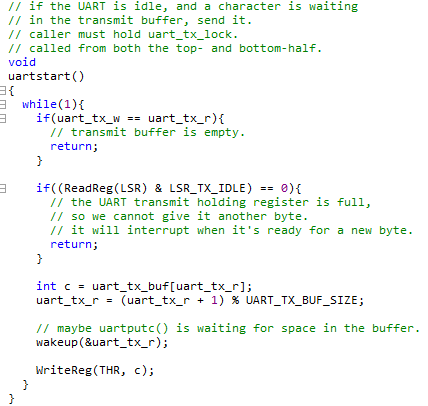 // if the UART is idle, and a character is waiting
// in the transmit buffer, send it.
// caller must hold uart_tx_lock.
// called from both the top- and bottom-half.
void
uartstart()
{
  while(1){
    if(uart_tx_w == uart_tx_r){
      // transmit buffer is empty.
      return;
    }

    if((ReadReg(LSR) & LSR_TX_IDLE) == 0){
      // the UART transmit holding register is full,
      // so we cannot give it another byte.
      // it will interrupt when it's ready for a new byte.
      return;
    }

    int c = uart_tx_buf[uart_tx_r];
    uart_tx_r = (uart_tx_r + 1) % UART_TX_BUF_SIZE;

    // maybe uartputc() is waiting for space in the buffer.
    wakeup(&uart_tx_r);

    WriteReg(THR, c);
  }
}